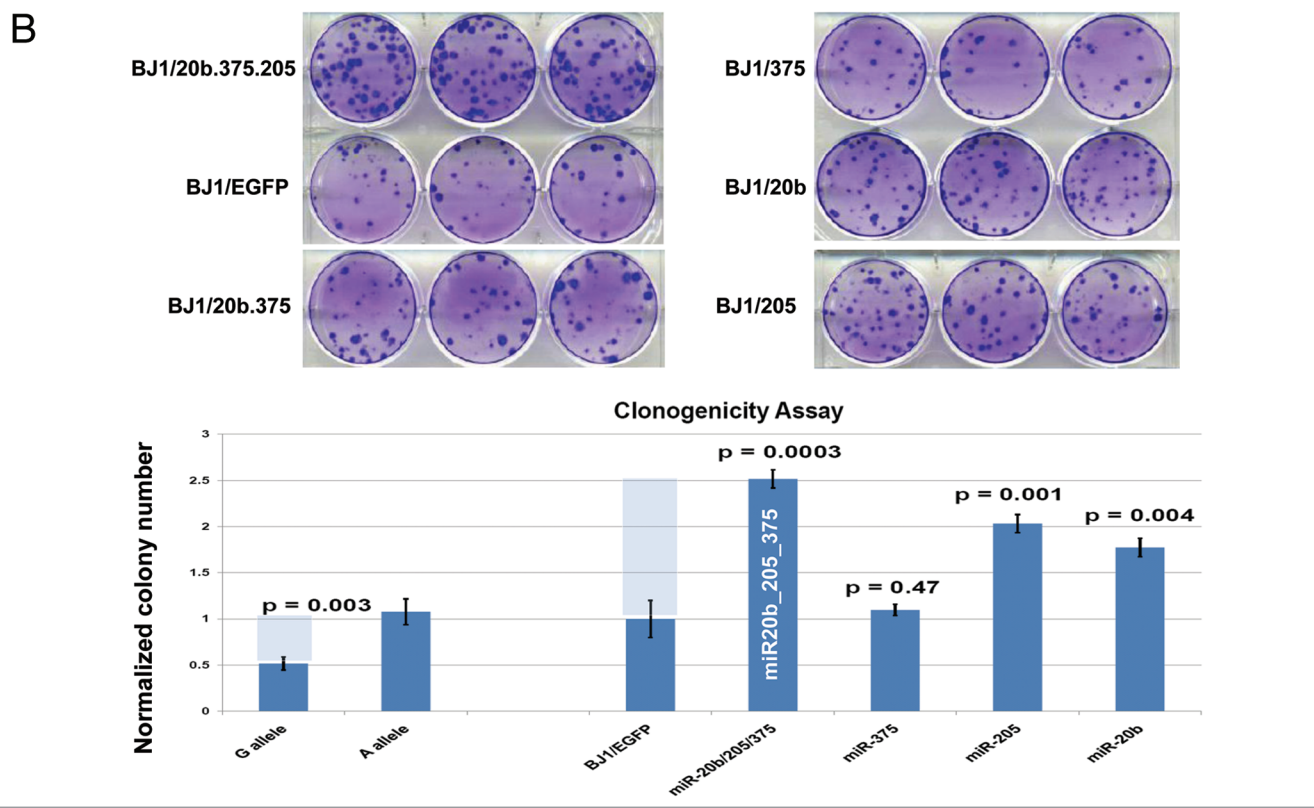 B
BJ1/20b.375.205
BJ1/EGFP
BJ1/20b.375
BJ1/375
BJ1/20b
BJ1/205
Clonogenicity Assay
Normalized colony number
3
2.5
2
1.5
1
0.5
0
p = 0.003
p = 0.0003
p = 0.47
p = 0.001
p = 0.004
miR20b_205_375
G allele
A allele
BJ1/EGFP
miR-20b/205/375
miR-375
miR-205
miR-20b